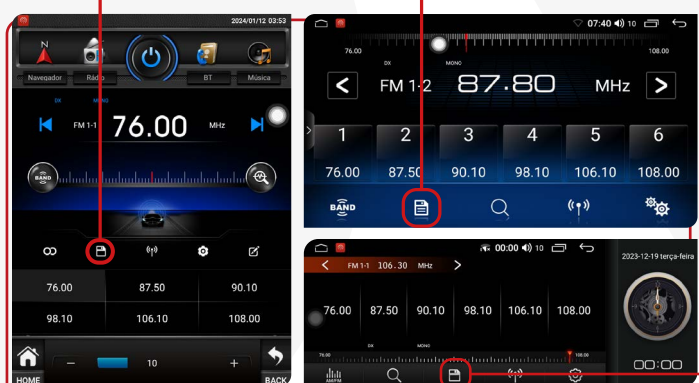 2024/01/12 03:53
N
Navegador
Rádio
BT
Música
DX
MONO
FM 1-1
76.00
MHz
BAND
76.00
87.50
90.10
98.10
106.10
108.00
HOME
-
10
+
BACK
07:40
10
76.00
108.00
DX
MONO
<
FM 1-2
87.80
MHz
>
1
2
3
4
5
6
76.00
87.50
90.10
98.10
106.10
108.00
BAND
00:00
10
<
FM 1-1
106.30
MHz
>
76.00
87.50
90.10
98.10
106.10
108.00
DX
MONO
76.00
108.00
AM/FM
2023-12-19 terça-feira
00:00